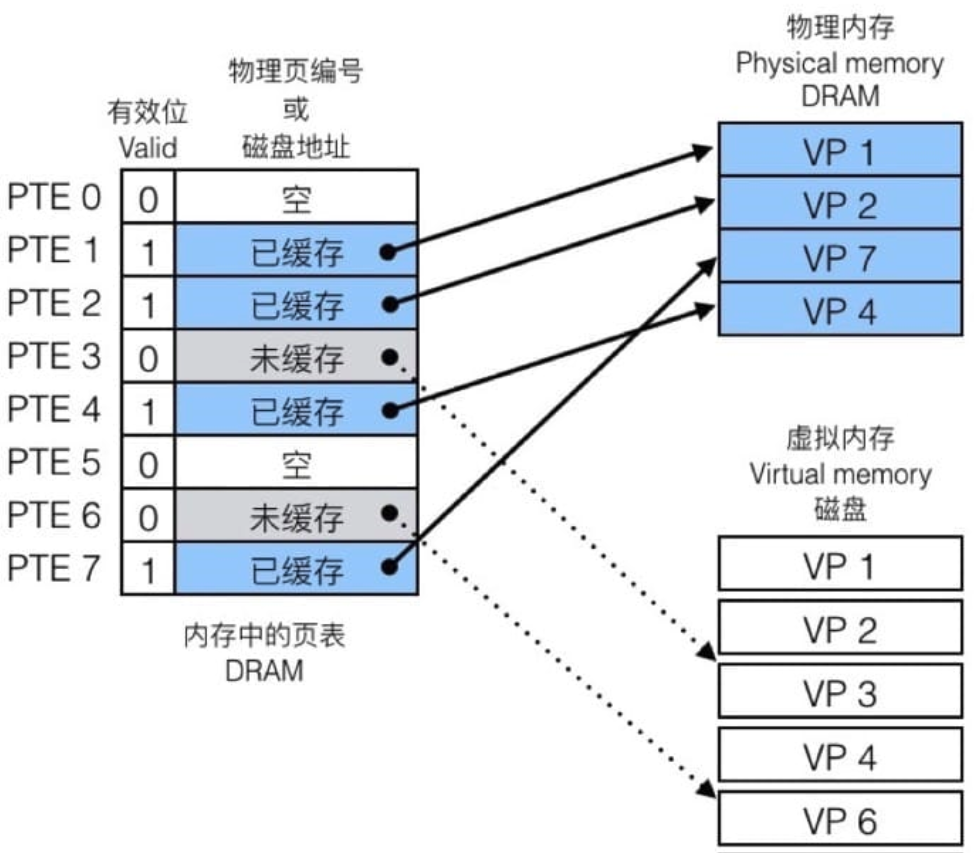 物理内存
Physical memory
DRAM
物理页编号
或
磁盘地址
有效位
Valid
PTE 0 0 空
PTE 1 1 已缓存
PTE 2 1 已缓存
PTE 3 0 未缓存
PTE 4 1 已缓存
PTE 5 0 空
PTE 6 0 未缓存
PTE 7 1 已缓存
内存中的页表
DRAM
VP 1
VP 2
VP 7
VP 4
虚拟内存
Virtual memory
磁盘
VP 1
VP 2
VP 3
VP 4
VP 6